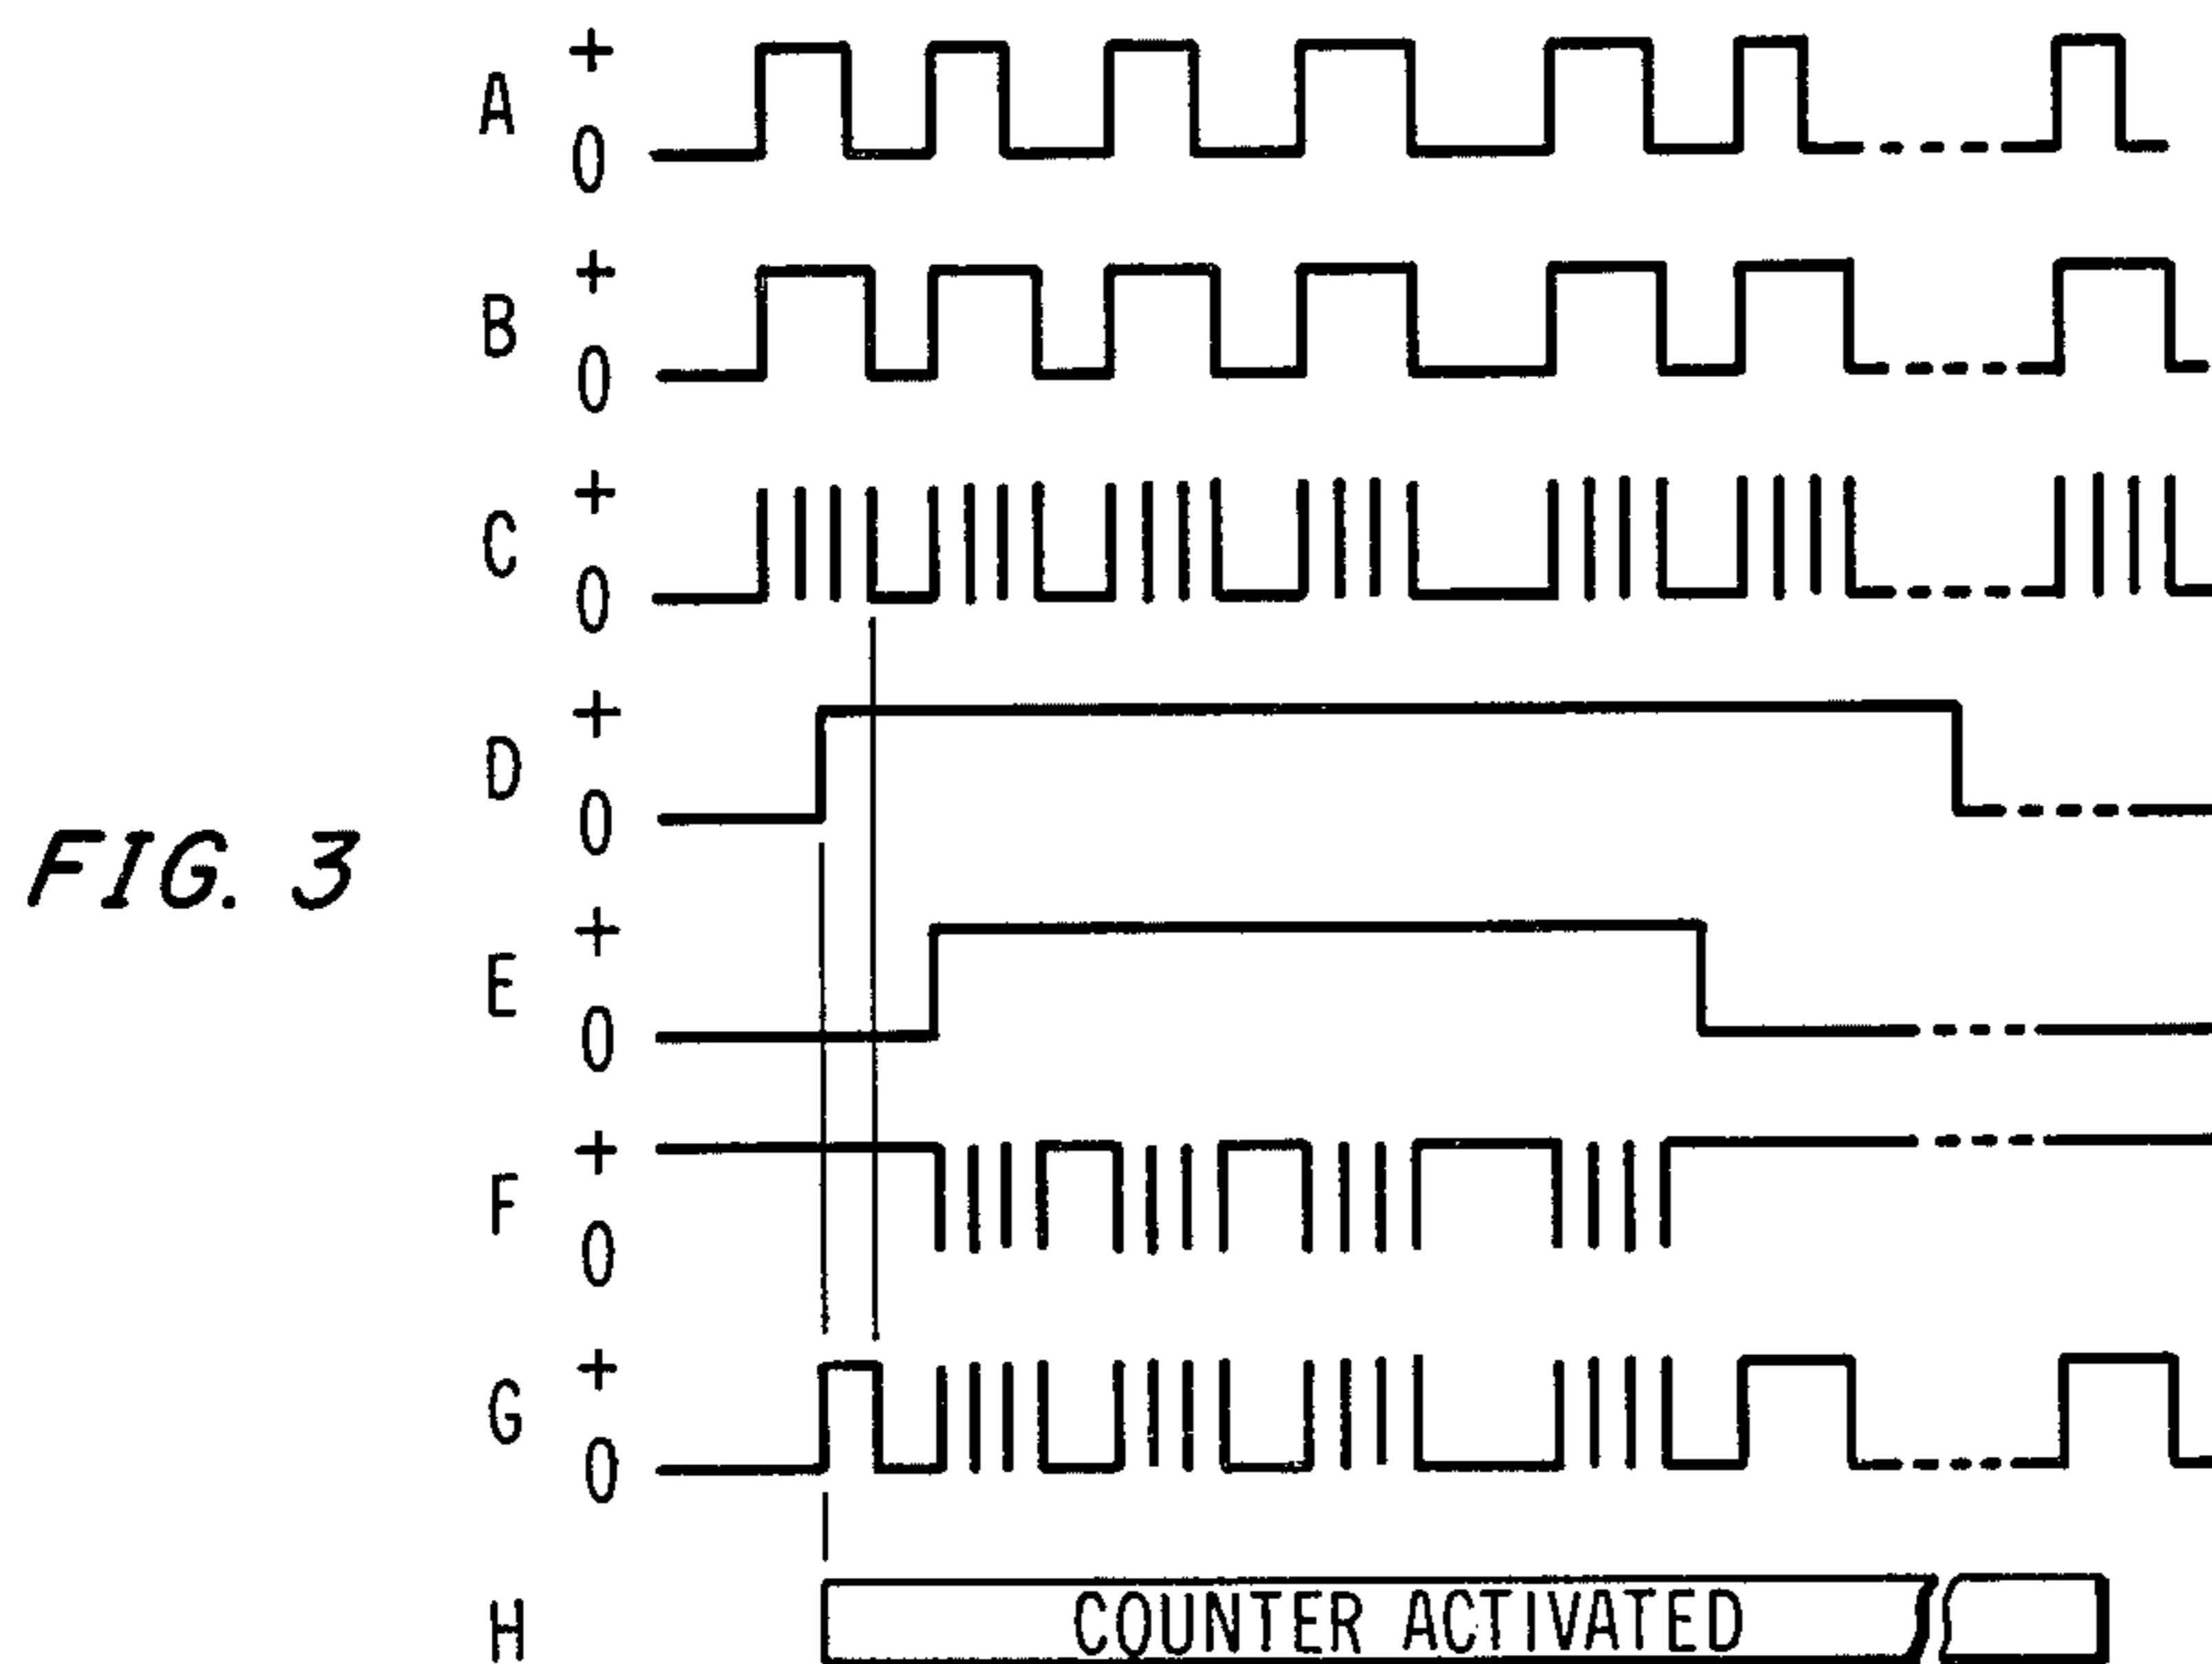 A + 0
B + 0
C + 0
D + 0
FIG. 3
E + 0
F + 0
G + 0
H COUNTER ACTIVATED